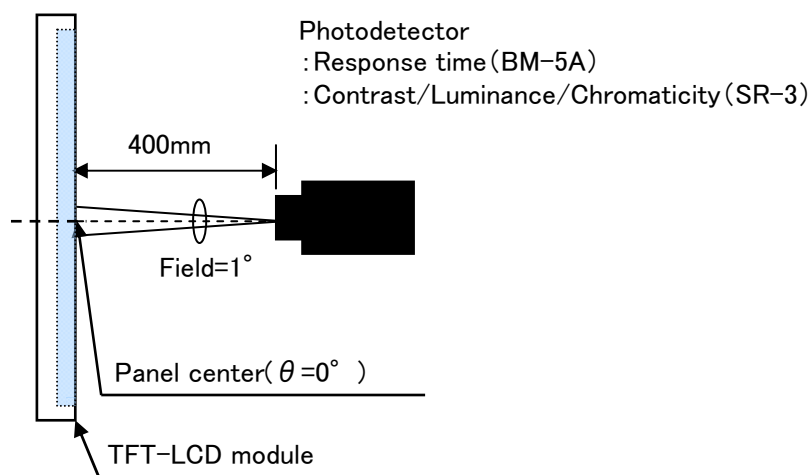 Photodetector
:Response time(BM-5A)
:Contrast/Luminance/Chromaticity(SR-3)
400mm
Field=1°
Panel center(θ=0° )
TFT-LCD module